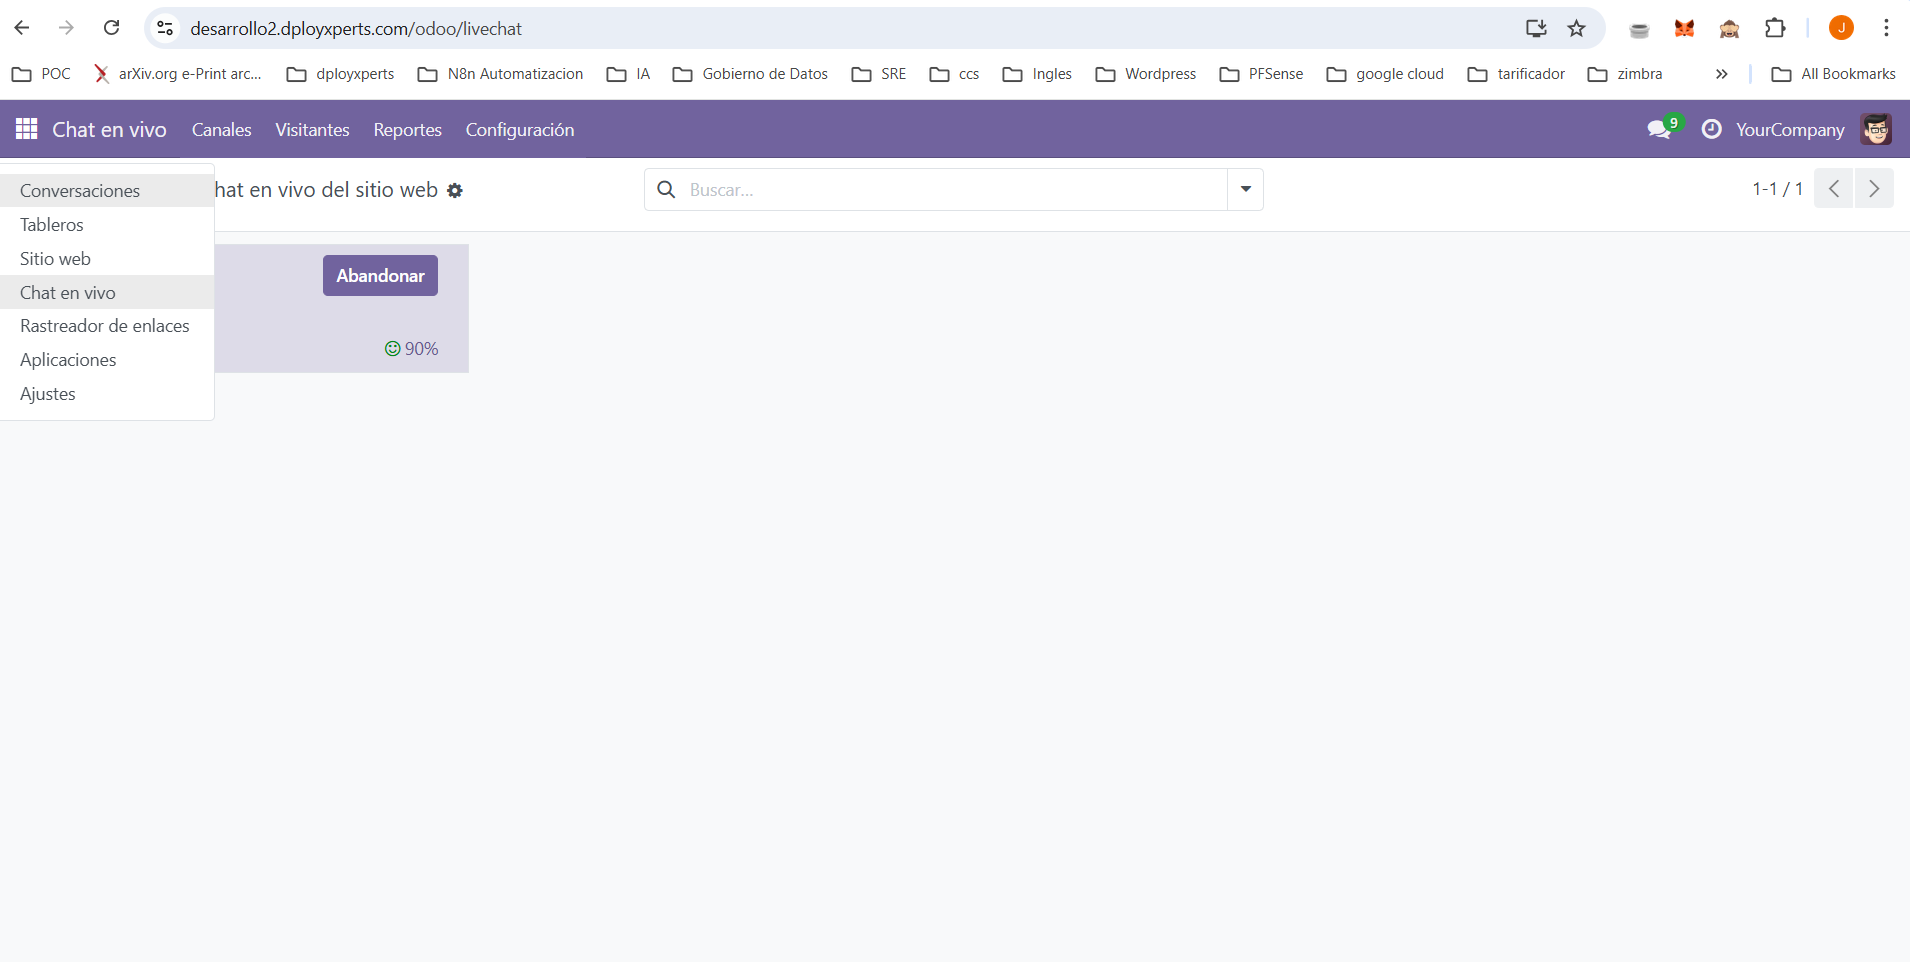 desarrollo2.dployxperts.com/odoo/livechat
J
POC
arXiv.org e-Print arc...
dployxperts
N8n Automatizacion
IA
Gobierno de Datos
SRE
ccs
Ingles
Wordpress
PFSense
google cloud
tarificador
zimbra
»
All Bookmarks
Chat en vivo
Canales
Visitantes
Reportes
Configuración
9
YourCompany
Conversaciones
Tableros
Sitio web
Chat en vivo
Rastreador de enlaces
Aplicaciones
Ajustes
hat en vivo del sitio web
Buscar...
1-1 / 1
Abandonar
90%